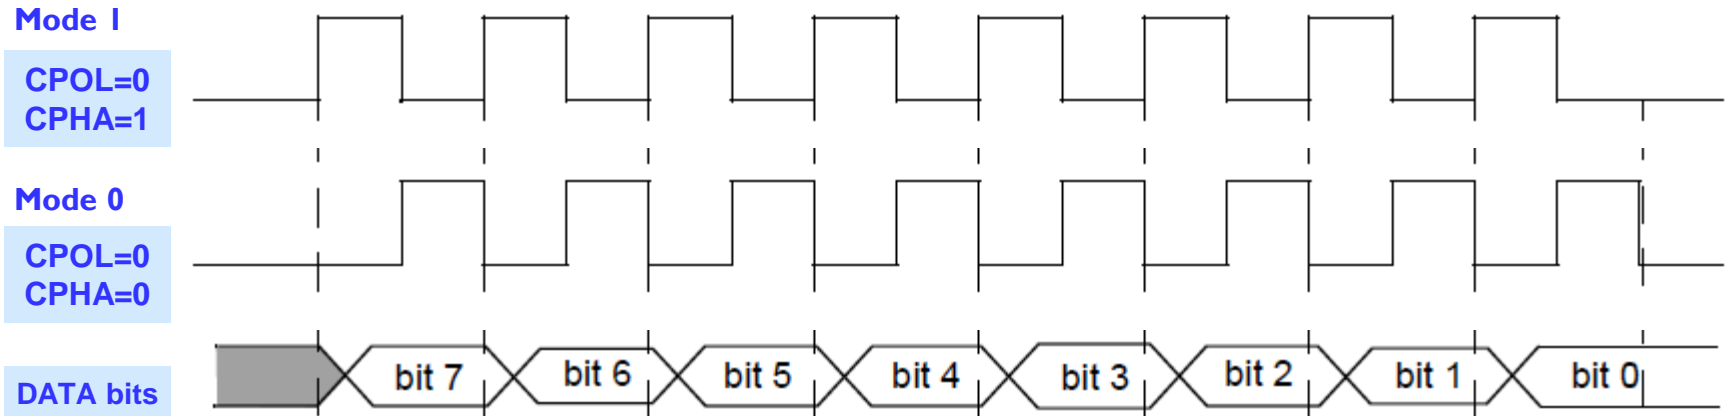 Mode 1
CPOL=0
CPHA=1
Mode 0
CPOL=0
CPHA=0
DATA bits
bit 7 bit 6 bit 5 bit 4 bit 3 bit 2 bit 1 bit 0